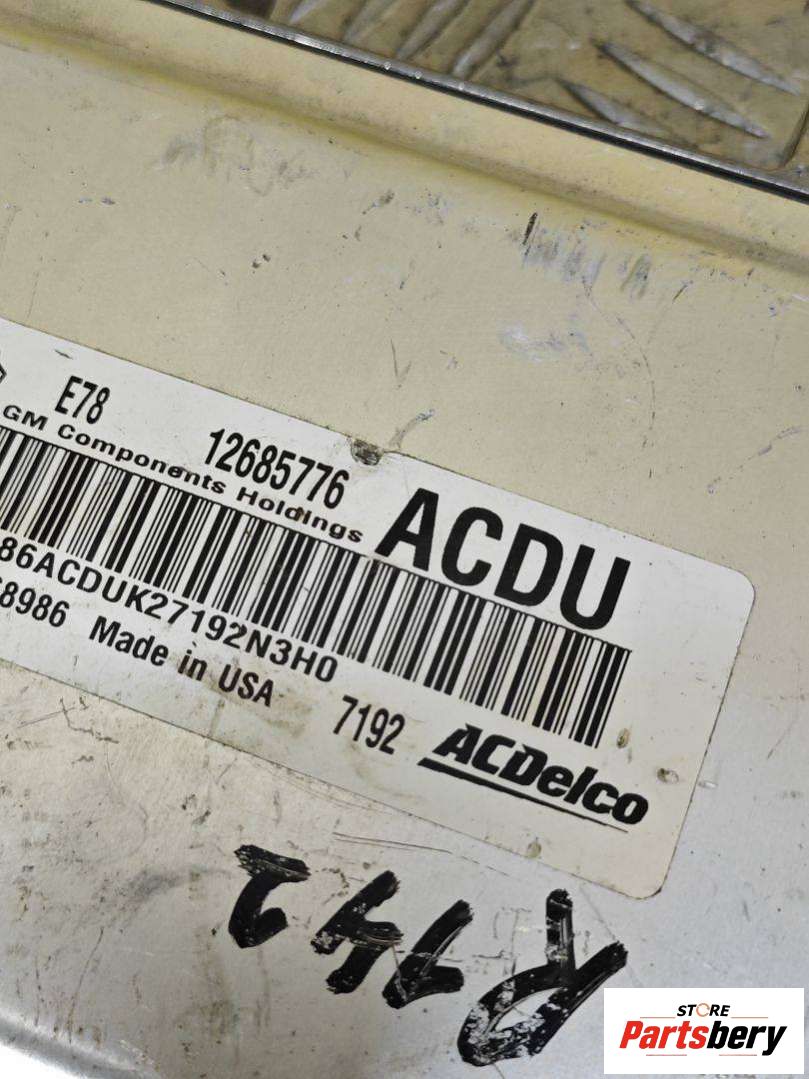 E78
12685776
GM Components Holdings
ACDU
86ACDUK27192N3H0
8986 Made in USA
7192
ACDelco
STORE
Partsbery